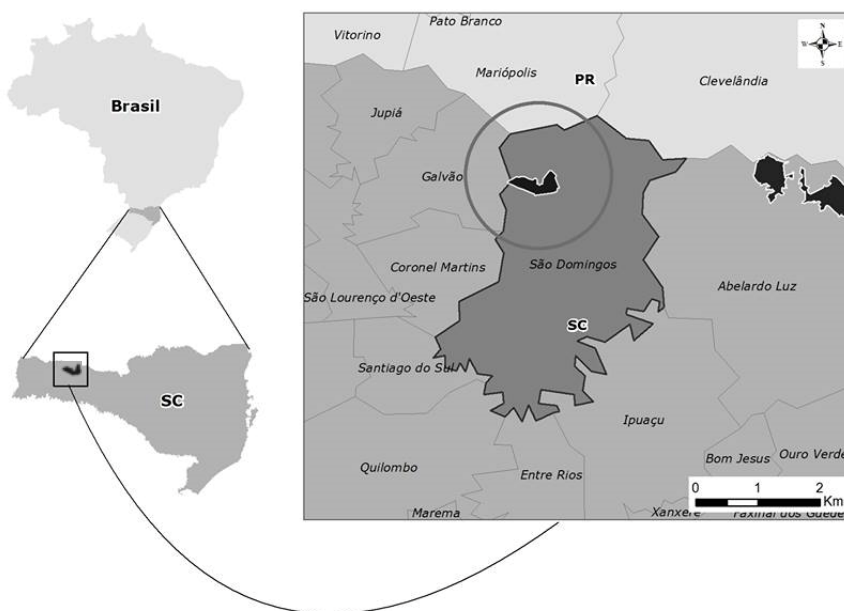 Brasil
SC
Vitorino
Pato Branco
Mariópolis
PR
Clevelândia
N
W E
S
Jupiá
Galvão
Coronel Martins
São Domingos
São Lourenço d'Oeste
Abelardo Luz
SC
Santiago do Sul
Ipuaçu
Quilombo
Entre Rios
Bom Jesus
Ouro Verde
Marema
Xanxerê
0 1 2
Km